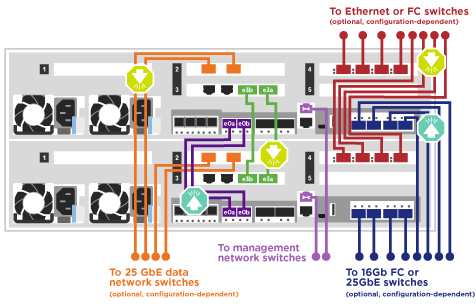 To Ethernet or FC switches
(optional, configuration-dependent)
1
2
4
3
e3b
e3a
5
e0a
e0b
1
2
4
3
e3b
e3a
5
e0a
e0b
To management
network switches
To 25 GbE data
network switches
(optional, configuration-dependent)
To 16Gb FC or
25GbE switches
(optional, configuration-dependent)